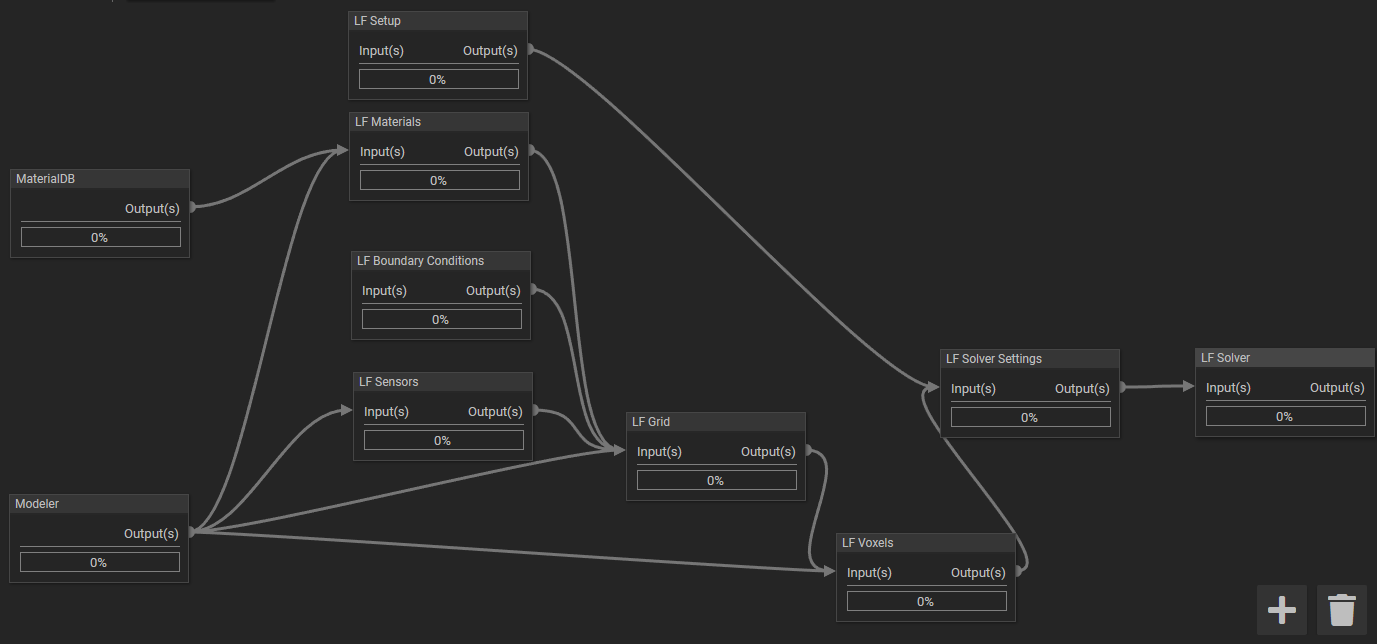 LF Setup
Input(s) Output(s)
0%
LF Materials
Input(s) Output(s)
0%
MaterialDB
Output(s)
0%
LF Boundary Conditions
Input(s) Output(s)
0%
LF Sensors
Input(s) Output(s)
0%
Modeler
Output(s)
0%
LF Grid
Input(s) Output(s)
0%
LF Voxels
Input(s) Output(s)
0%
LF Solver Settings
Input(s) Output(s)
0%
LF Solver
Input(s) Output(s)
0%